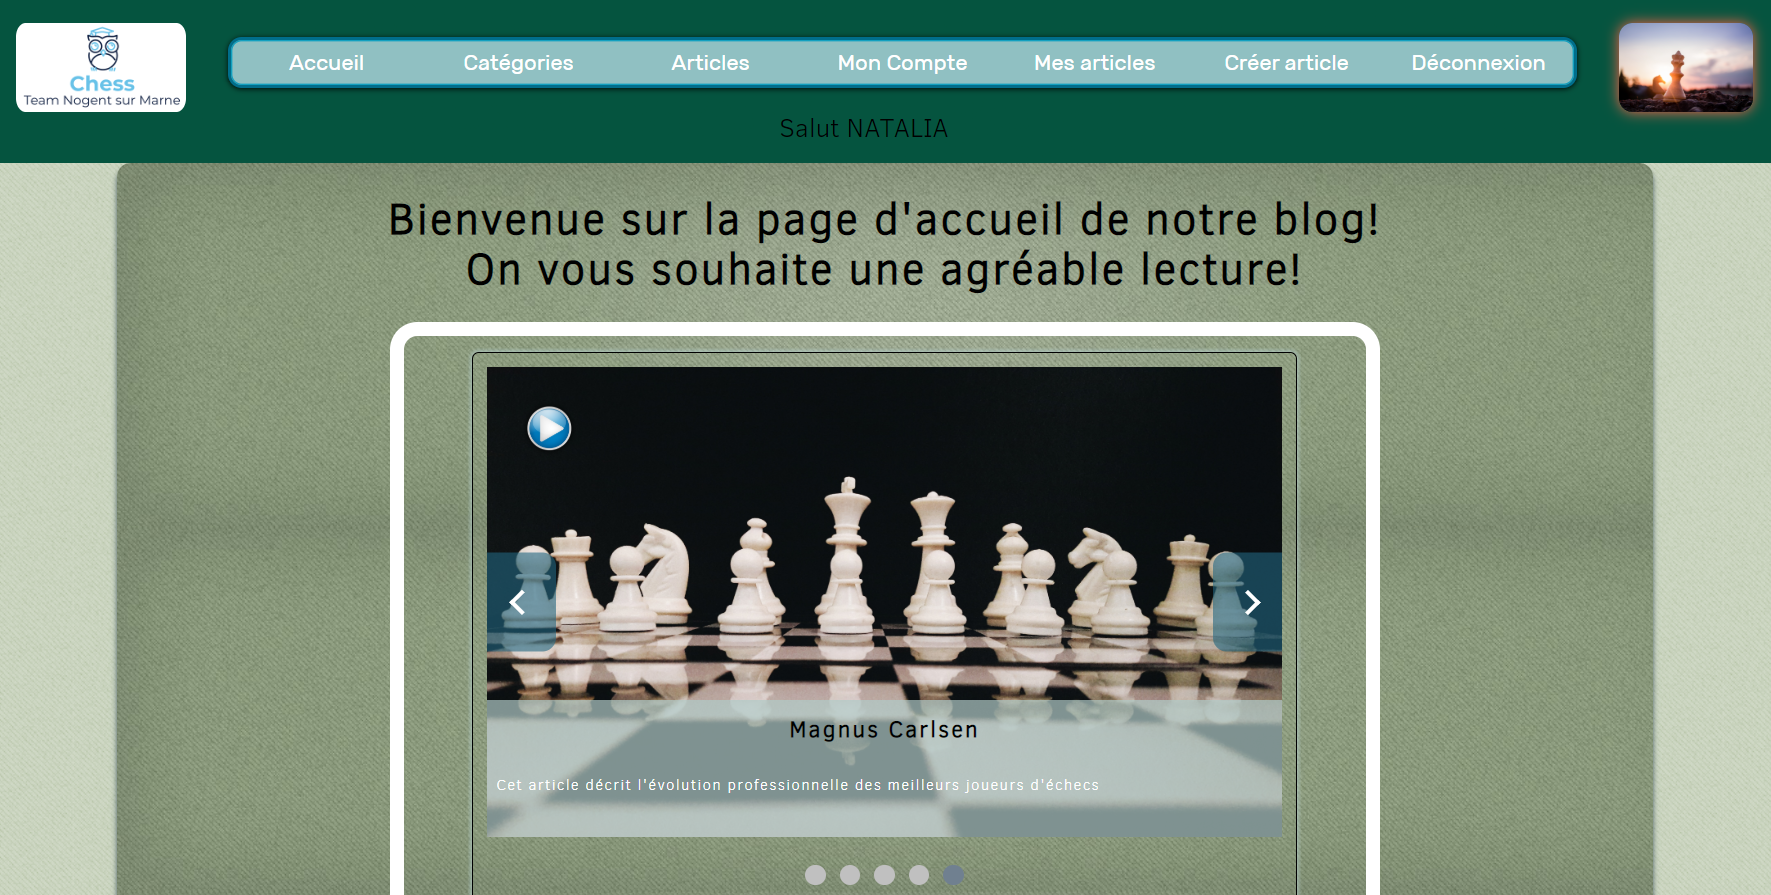 Chess
Team Nogent sur Marne
Accueil
Catégories
Articles
Mon Compte
Mes articles
Créer article
Déconnexion
Salut NATALIA
Bienvenue sur la page d'accueil de notre blog!
On vous souhaite une agréable lecture!
Magnus Carlsen
Cet article décrit l'évolution professionnelle des meilleurs joueurs d'échecs